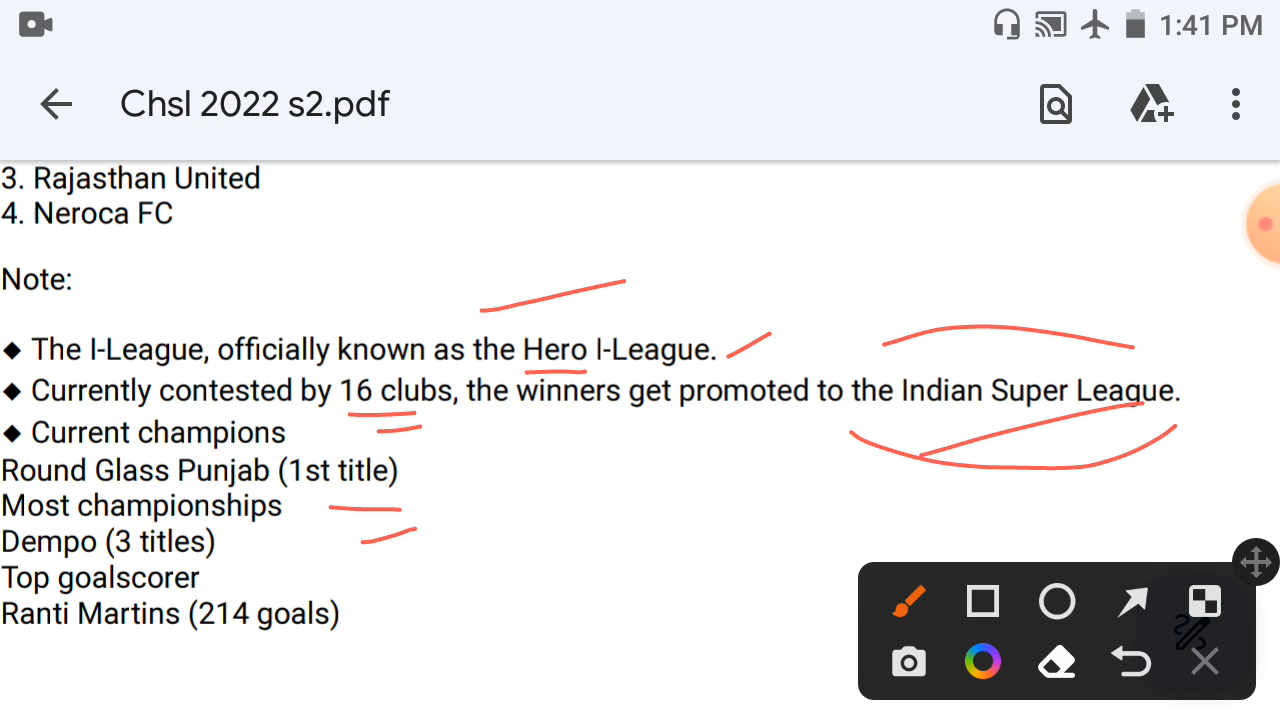 1:41 PM
Chsl 2022 s2.pdf
3. Rajasthan United
4. Neroca FC
Note:
◆ The I-League, officially known as the Hero I-League.
◆ Currently contested by 16 clubs, the winners get promoted to the Indian Super League.
◆ Current champions
Round Glass Punjab (1st title)
Most championships
Dempo (3 titles)
Top goalscorer
Ranti Martins (214 goals)